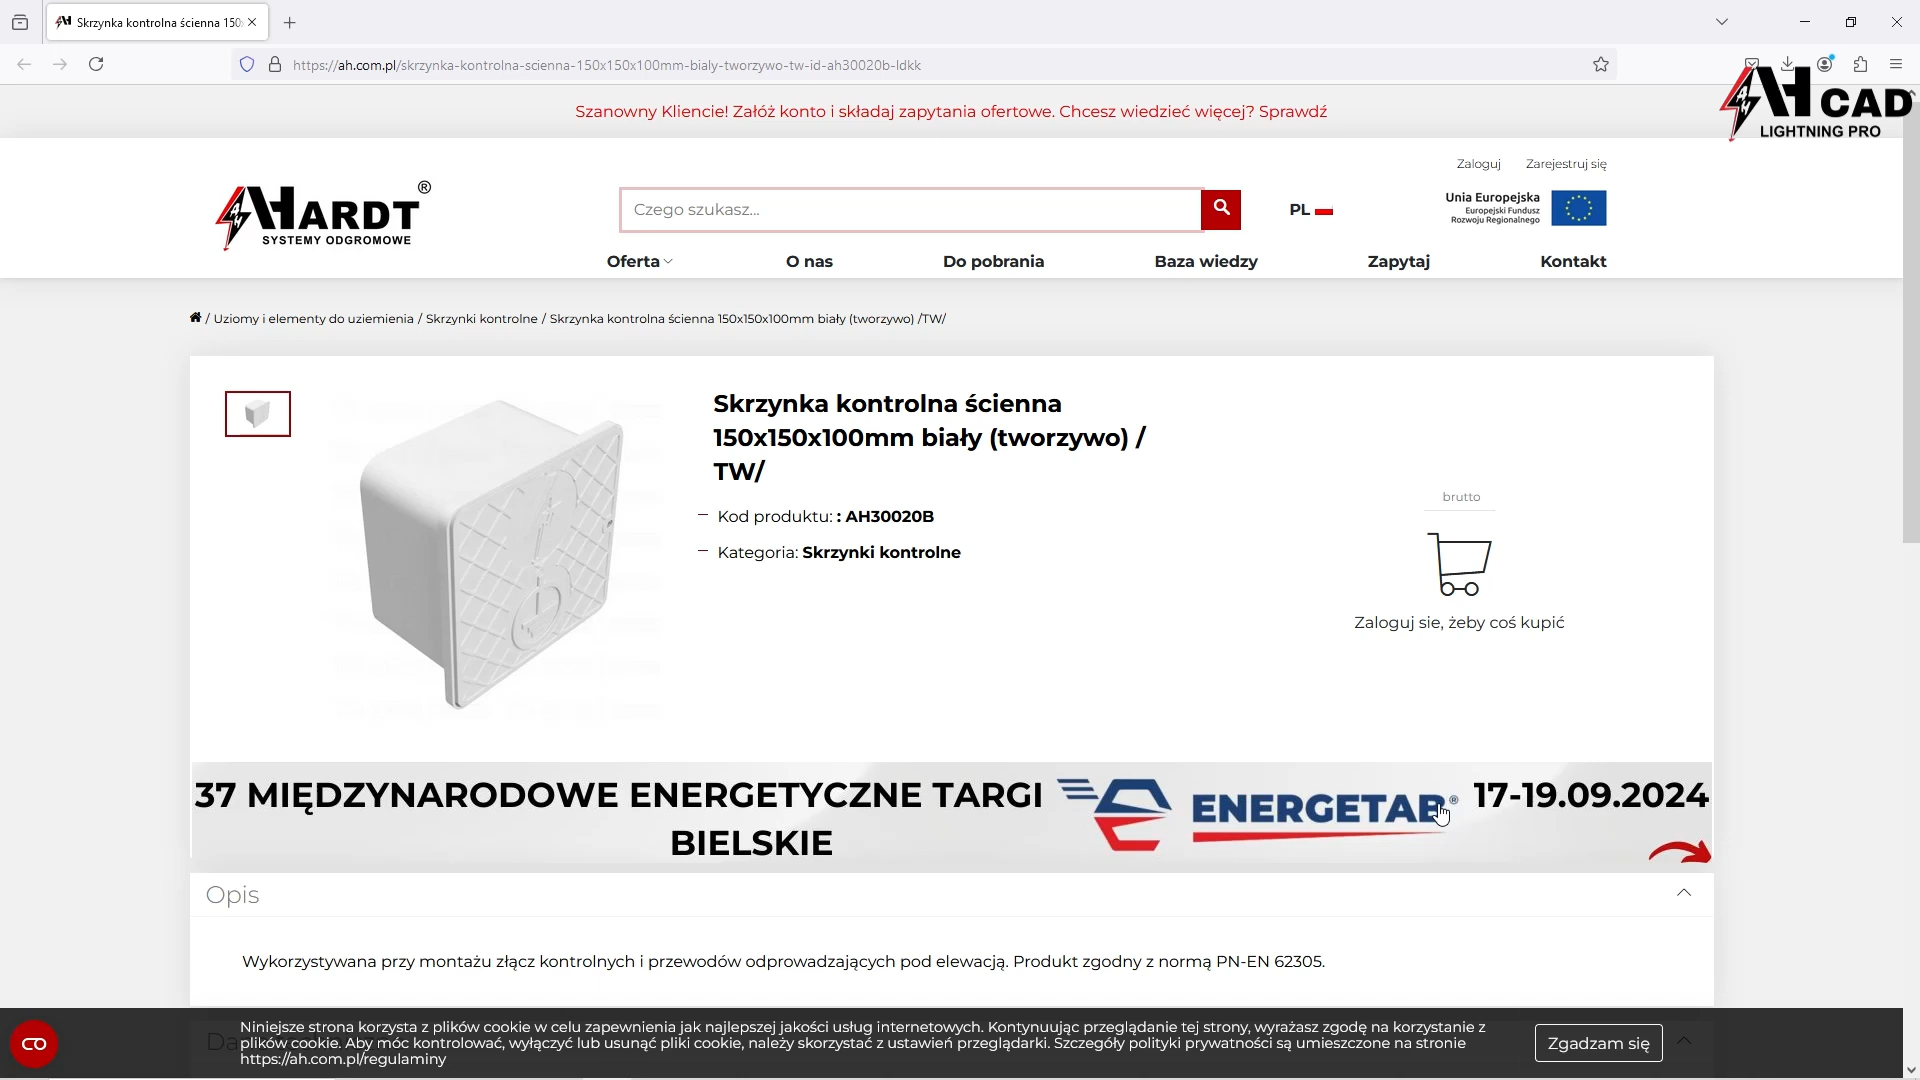 Skrzynka kontrolna ścienna 150
https://ah.com.pl/skrzynka-kontrolna-scienna-150x150x100mm-bialy-tworzywo-tw-id-ah30020b-ldkk
AH CAD
LIGHTNING PRO
Szanowny Kliencie! Załóż konto i składaj zapytania ofertowe. Chcesz wiedzieć więcej? Sprawdź
Zaloguj Zarejestruj się
AHARDT®
SYSTEMY ODGROMOWE
Czego szukasz...
PL
Unia Europejska
Europejski Fundusz
Rozwoju Regionalnego
Oferta O nas Do pobrania Baza wiedzy Zapytaj Kontakt
/ Uziomy i elementy do uziemienia / Skrzynki kontrolne / Skrzynka kontrolna ścienna 150x150x100mm biały (tworzywo) /TW/
Skrzynka kontrolna ścienna
150x150x100mm biały (tworzywo) /
TW/
Kod produktu: : AH30020B
Kategoria: Skrzynki kontrolne
brutto
Zaloguj sie, żeby coś kupić
37 MIĘDZYNARODOWE ENERGETYCZNE TARGI
BIELSKIE
ENERGETAB®
17-19.09.2024
Opis
Wykorzystywana przy montażu złącz kontrolnych i przewodów odprowadzających pod elewacją. Produkt zgodny z normą PN-EN 62305.
Niniejsze strona korzysta z plików cookie w celu zapewnienia jak najlepszej jakości usług internetowych. Kontynuując przeglądanie tej strony, wyrażasz zgodę na korzystanie z
plików cookie. Aby móc kontrolować, wyłączyć lub usunąć pliki cookie, należy skorzystać z ustawień przeglądarki. Szczegóły polityki prywatności są umieszczone na stronie
https://ah.com.pl/regulaminy
Zgadzam się